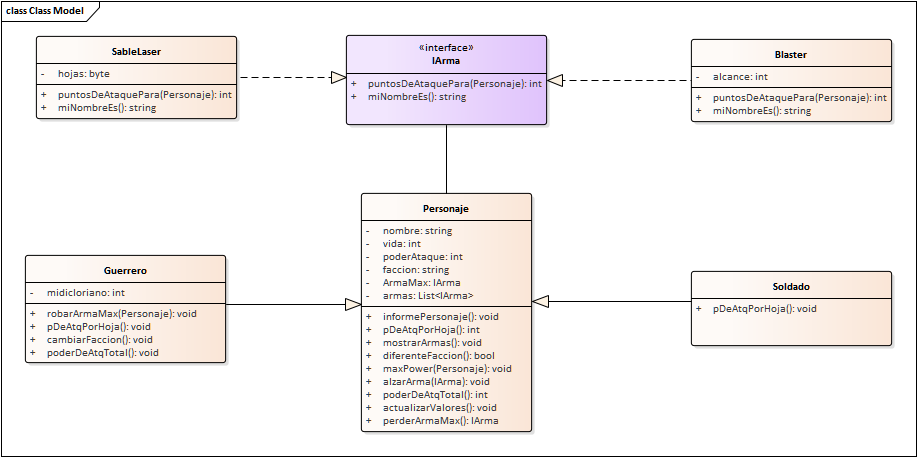 class Class Model
SableLaser
- hojas: byte
+ puntosDeAtaquePara(Personaje): int
+ miNombreEs(): string
«interface»
IArma
+ puntosDeAtaquePara(Personaje): int
+ miNombreEs(): string
Blaster
- alcance: int
+ puntosDeAtaquePara(Personaje): int
+ miNombreEs(): string
Personaje
- nombre: string
- vida: int
- poderAtaque: int
- faccion: string
- ArmaMax: IArma
- armas: List<IArma>
+ informePersonaje(): void
+ pDeAtqPorHoja(): int
+ mostrarArmas(): void
+ diferenteFaccion(): bool
+ maxPower(Personaje): void
+ alzarArma(IArma): void
+ poderDeAtqTotal(): int
+ actualizarValores(): void
+ perderArmaMax(): IArma
Guerrero
- midicloriano: int
+ robarArmaMax(Personaje): void
+ pDeAtqPorHoja(): void
+ cambiarFaccion(): void
+ poderDeAtqTotal(): void
Soldado
+ pDeAtqPorHoja(): void